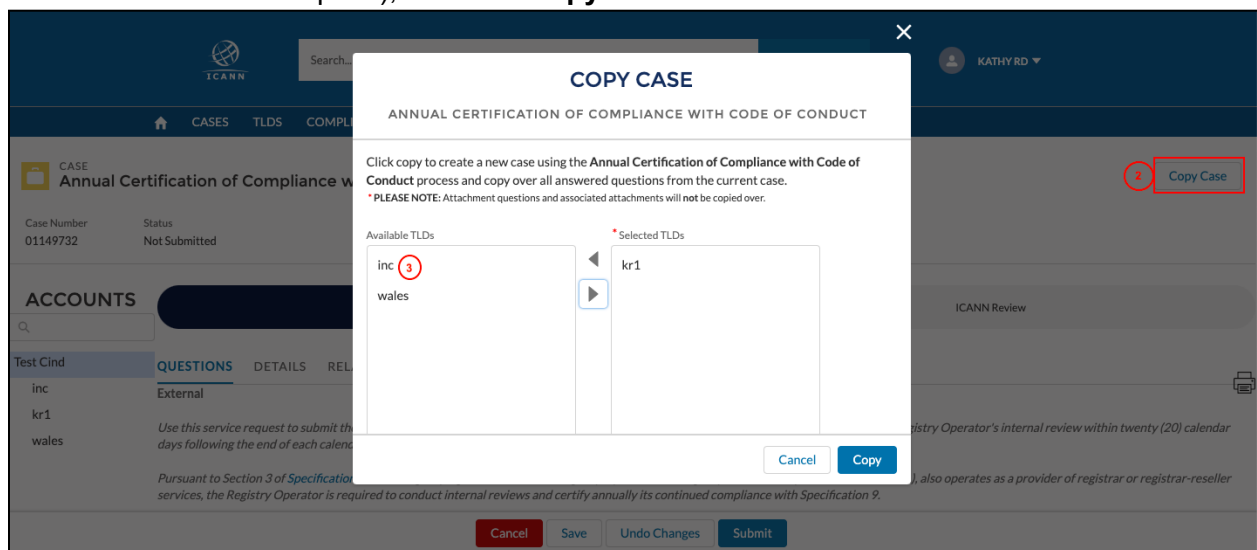 ICANN
Search...
KATHY RD
CASES TLDS COMPLI
COPY CASE
ANNUAL CERTIFICATION OF COMPLIANCE WITH CODE OF CONDUCT
CASE
Annual Certification of Compliance w
2 Copy Case
Click copy to create a new case using the Annual Certification of Compliance with Code of
Conduct process and copy over all answered questions from the current case.
* PLEASE NOTE: Attachment questions and associated attachments will not be copied over.
Case Number Status
01149732 Not Submitted
Available TLDs
* Selected TLDs
inc 3
wales
kr1
ACCOUNTS
ICANN Review
Test Cind
inc
kr1
wales
QUESTIONS DETAILS REL
External
Use this service request to submit th
gistry Operator's internal review within twenty (20) calendar
days following the end of each calend
Cancel Copy
Pursuant to Section 3 of Specification
), also operates as a provider of registrar or registrar-reseller
services, the Registry Operator is required to conduct internal reviews and certify annually its continued compliance with Specification 9.
Cancel Save Undo Changes Submit